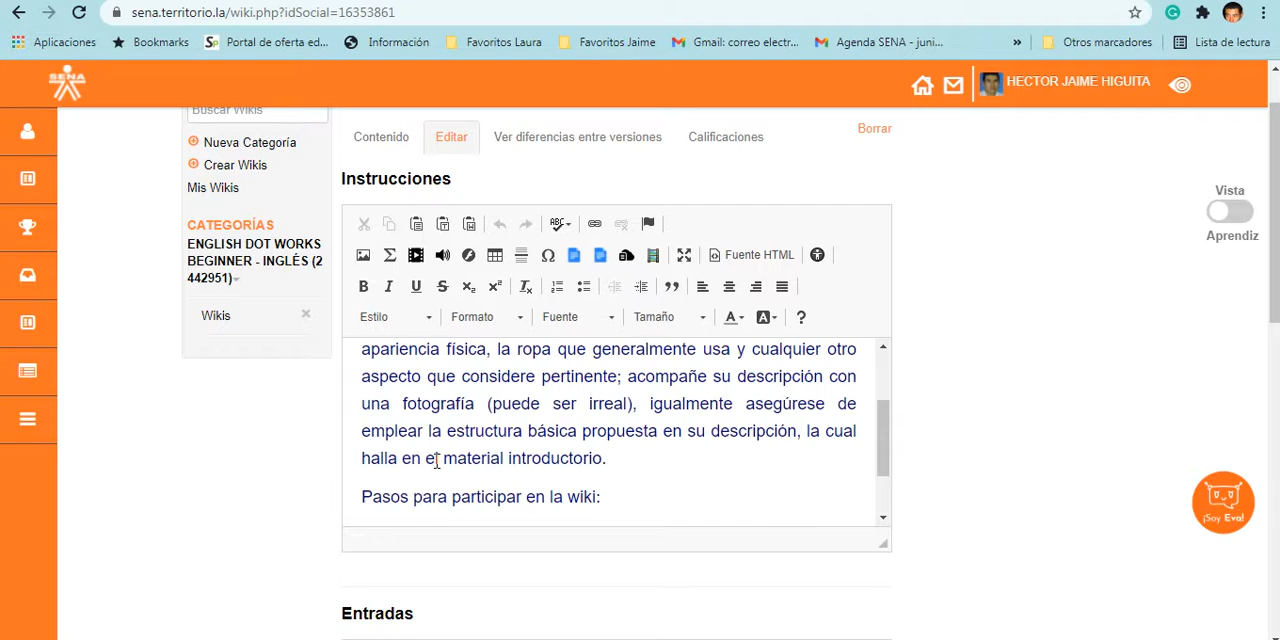 sena.territorio.la/wiki.php?idSocial=16353861
Aplicaciones Bookmarks Portal de oferta ed... Información Favoritos Laura Favoritos Jaime Gmail: correo electr... Agenda SENA - juni... » Otros marcadores Lista de lectura
SENA
HECTOR JAIME HIGUITA
Buscar Wikis
Nueva Categoría
Crear Wikis
Mis Wikis
CATEGORÍAS
ENGLISH DOT WORKS
BEGINNER - INGLÉS (2
442951)
Wikis
Contenido Editar Ver diferencias entre versiones Calificaciones
Borrar
Instrucciones
Fuente HTML
Estilo Formato Fuente Tamaño
apariencia física, la ropa que generalmente usa y cualquier otro
aspecto que considere pertinente; acompañe su descripción con
una fotografía (puede ser irreal), igualmente asegúrese de
emplear la estructura básica propuesta en su descripción, la cual
halla en el material introductorio.
Pasos para participar en la wiki:
Entradas
Vista
Aprendiz
¡Soy Eva!